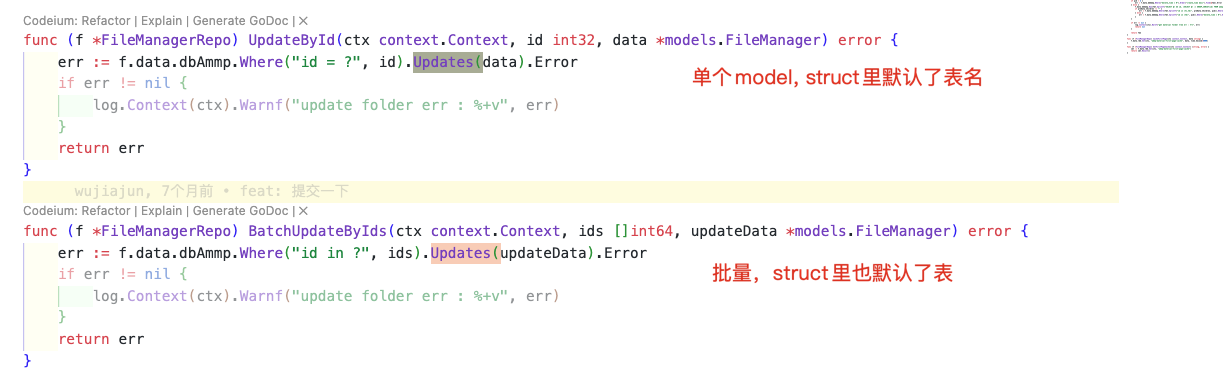 Codeium: Refactor | Explain | Generate GoDoc | ×
func (f *FileManagerRepo) UpdateById(ctx context.Context, id int32, data *models.FileManager) error {
err := f.data.dbAmmp.Where("id = ?", id).Updates(data).Error
单个model, struct里默认了表名
if err != nil {
log.Context(ctx).Warnf("update folder err : %+v", err)
}
return err
}
wujiajun, 7个月前 • feat: 提交一下
Codeium: Refactor | Explain | Generate GoDoc | ×
func (f *FileManagerRepo) BatchUpdateByIds(ctx context.Context, ids []int64, updateData *models.FileManager) error {
err := f.data.dbAmmp.Where("id in ?", ids).Updates(updateData).Error
批量，struct里也默认了表
if err != nil {
log.Context(ctx).Warnf("update folder err : %+v", err)
}
return err
}